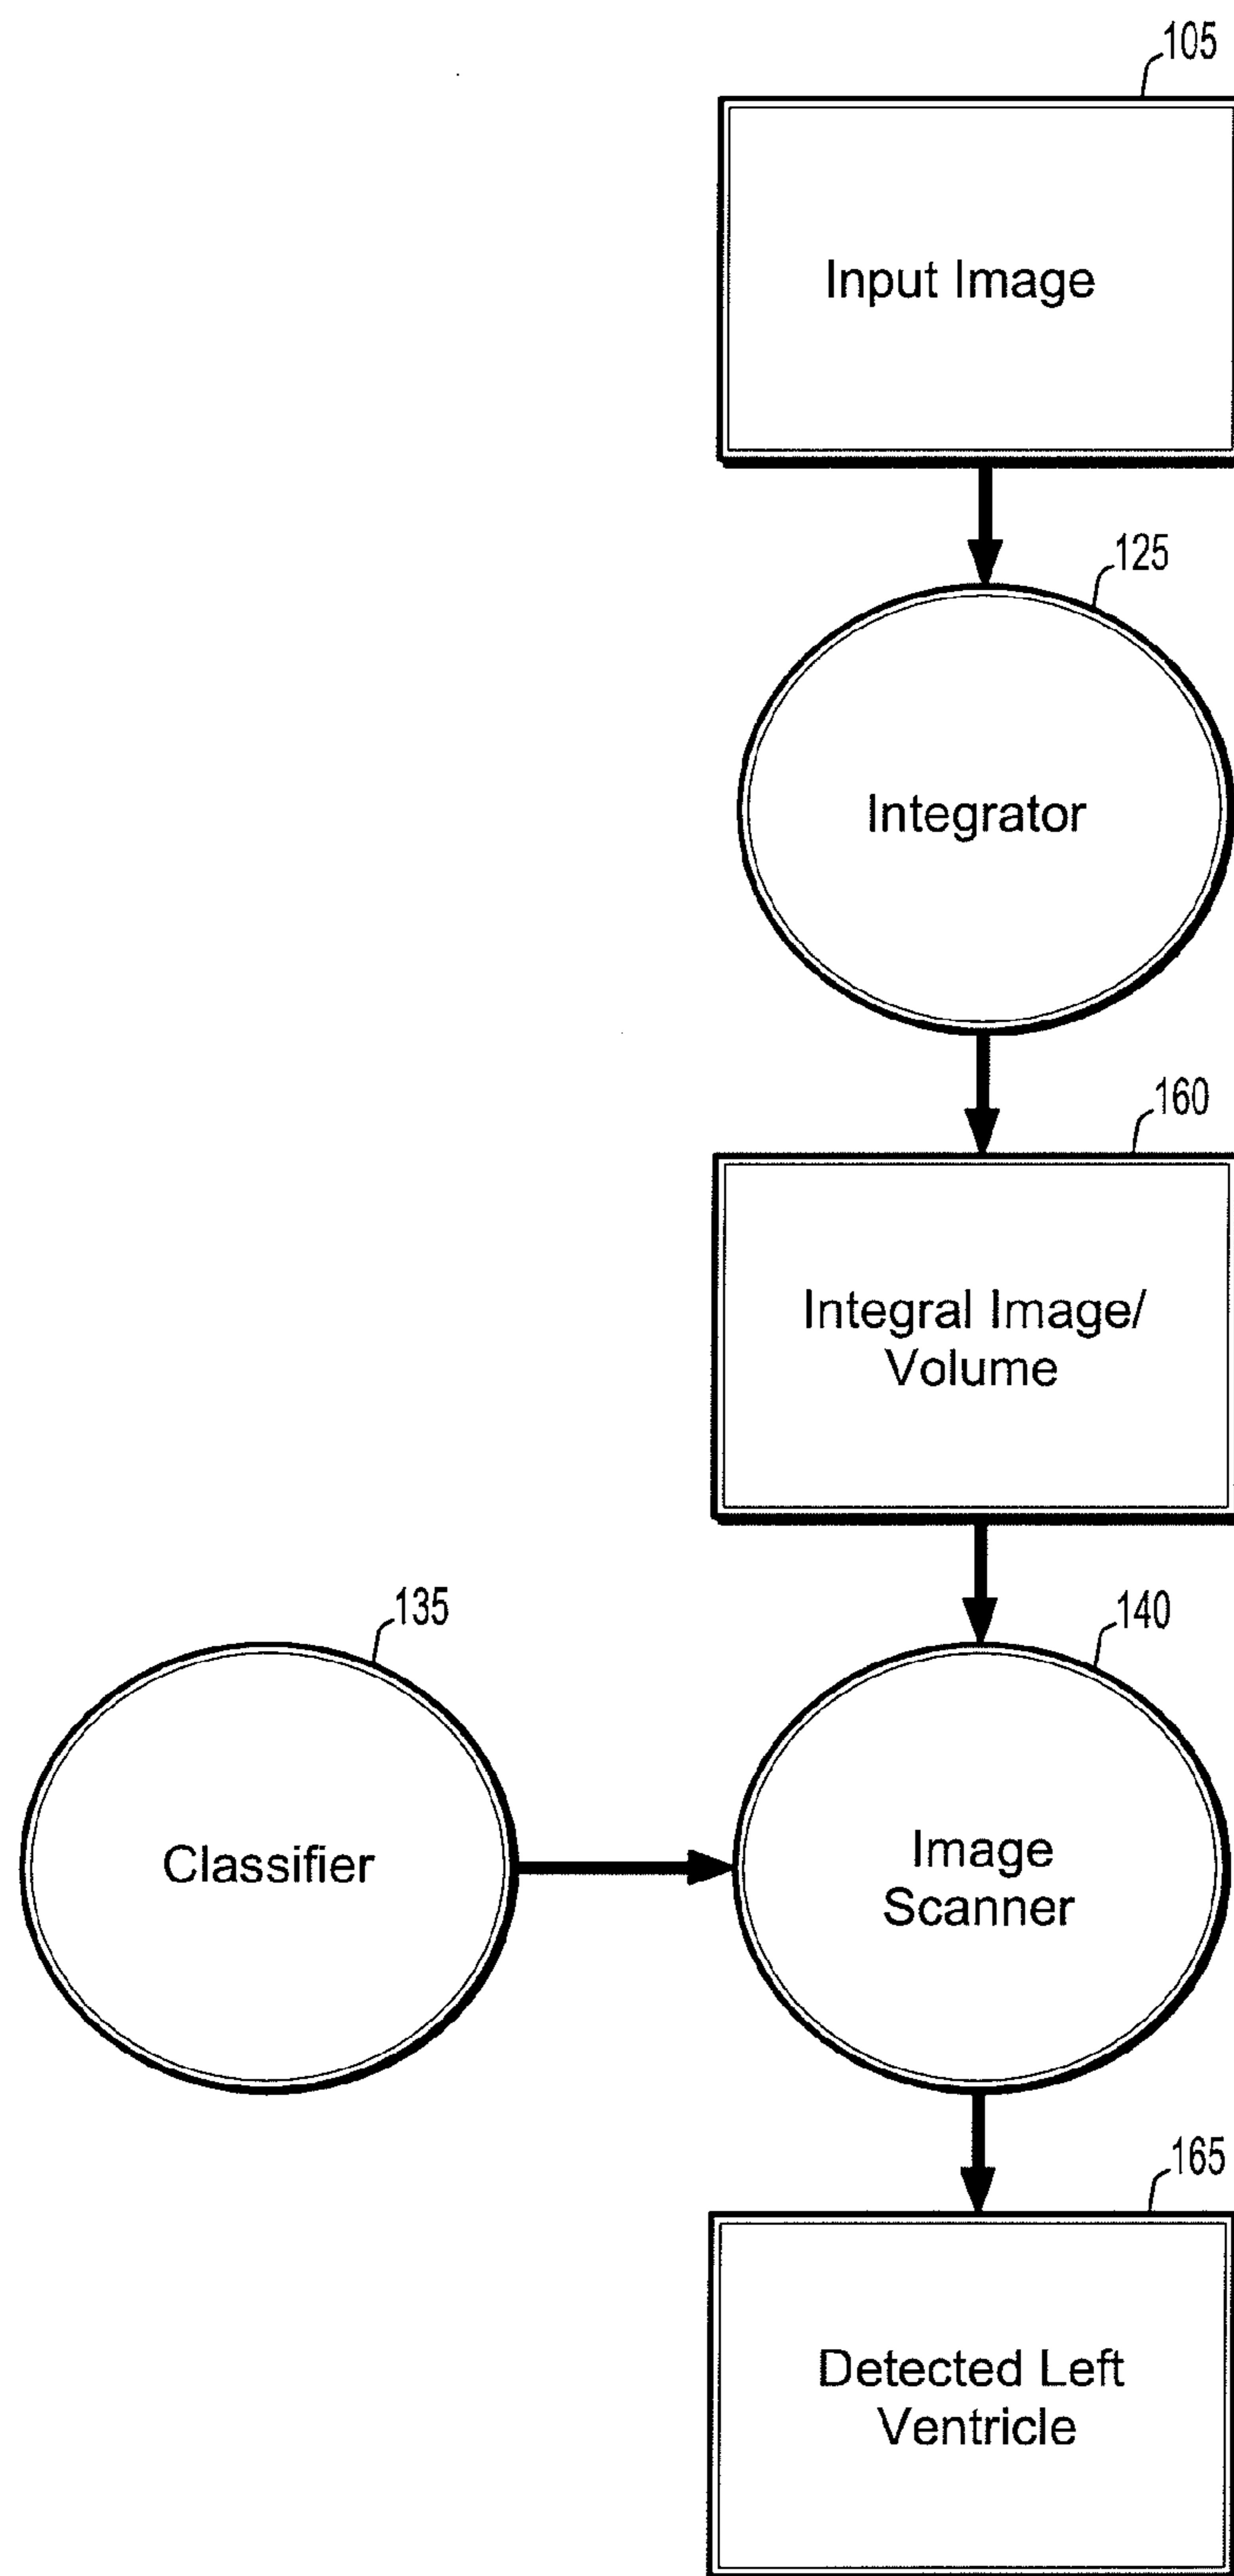 105
Input Image
125
Integrator
160
Integral Image/
Volume
135
Classifier
140
Image
Scanner
165
Detected Left
Ventricle